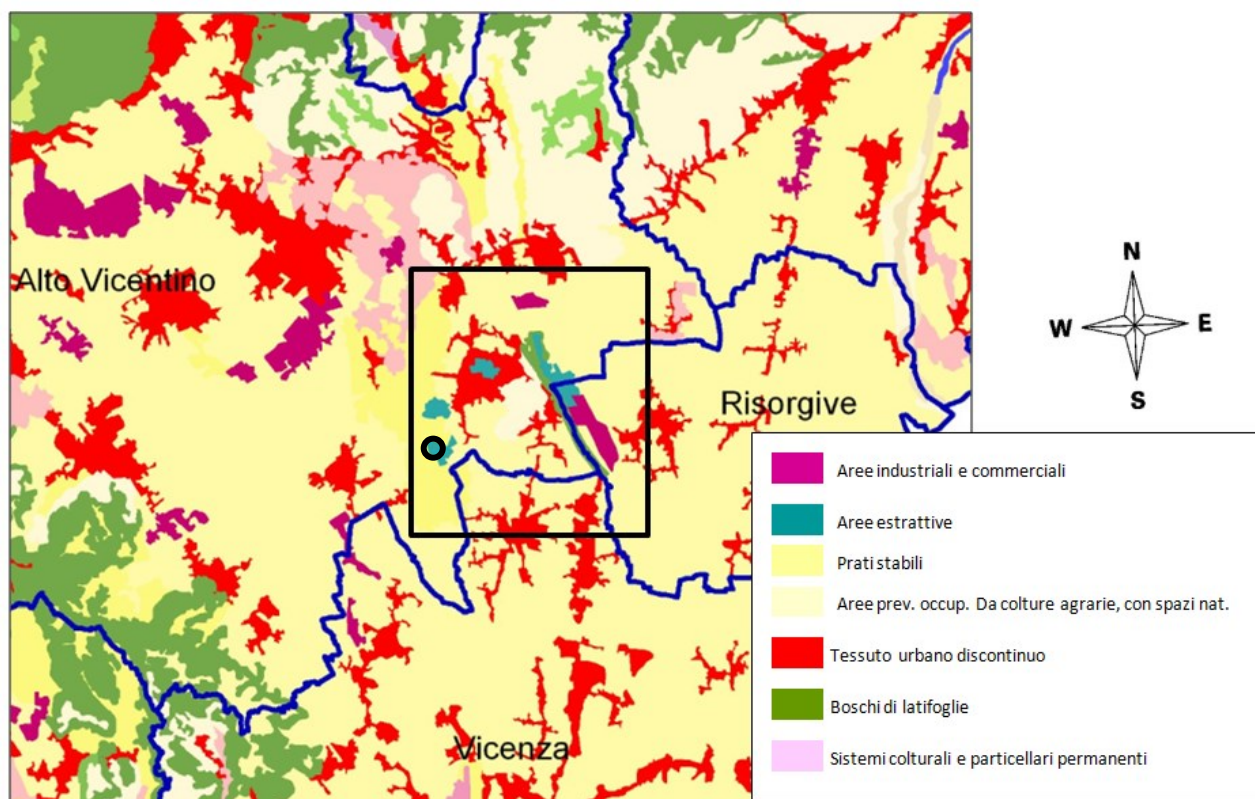 Alto Vicentino
Risorgive
Vicenza
N
W
E
S
Aree industriali e commerciali
Aree estrattive
Prati stabili
Aree prev. occup. Da colture agrarie, con spazi nat.
Tessuto urbano discontinuo
Boschi di latifoglie
Sistemi colturali e particellari permanenti